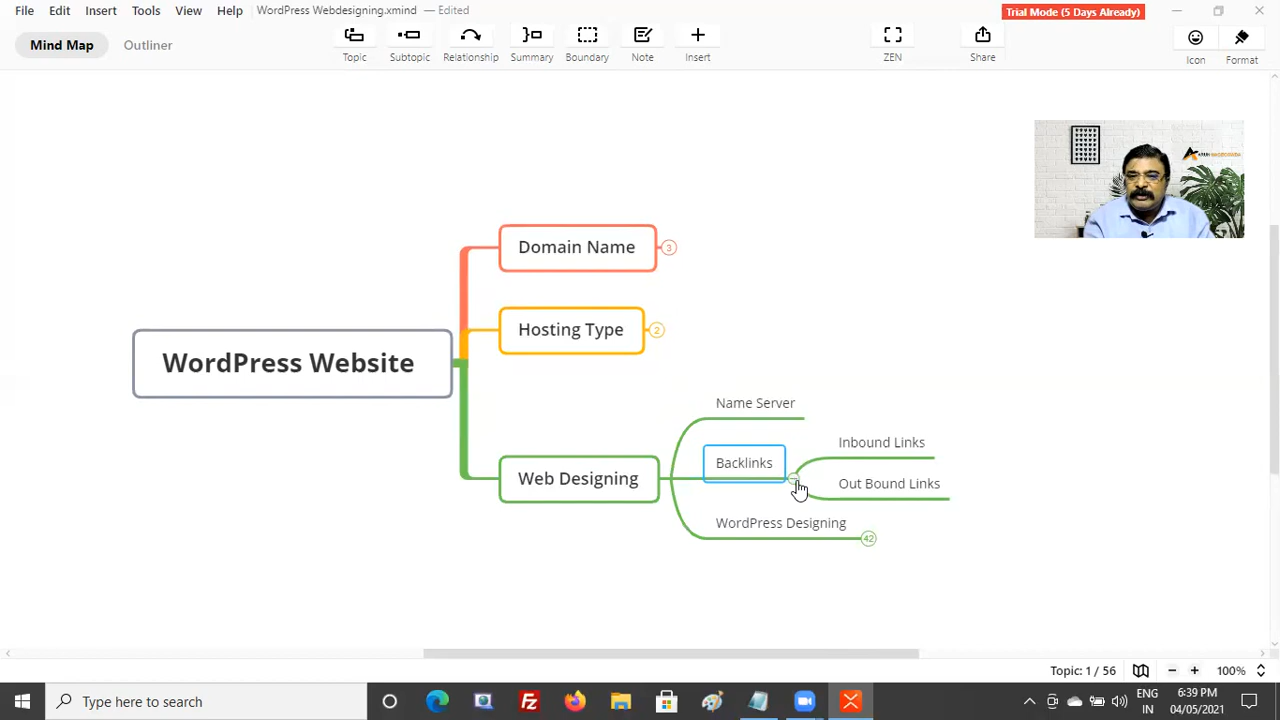 File Edit Insert Tools View Help WordPress Webdesigning.xmind — Edited Trial Mode (5 Days Already)
Mind Map Outliner
Topic Subtopic Relationship Summary Boundary Note Insert ZEN Share Icon Format
Domain Name 3
Hosting Type 2
WordPress Website
Name Server
Inbound Links
Backlinks
Web Designing
Out Bound Links
WordPress Designing 42
Topic: 1 / 56 100%
Type here to search
ENG 6:39 PM
IN 04/05/2021